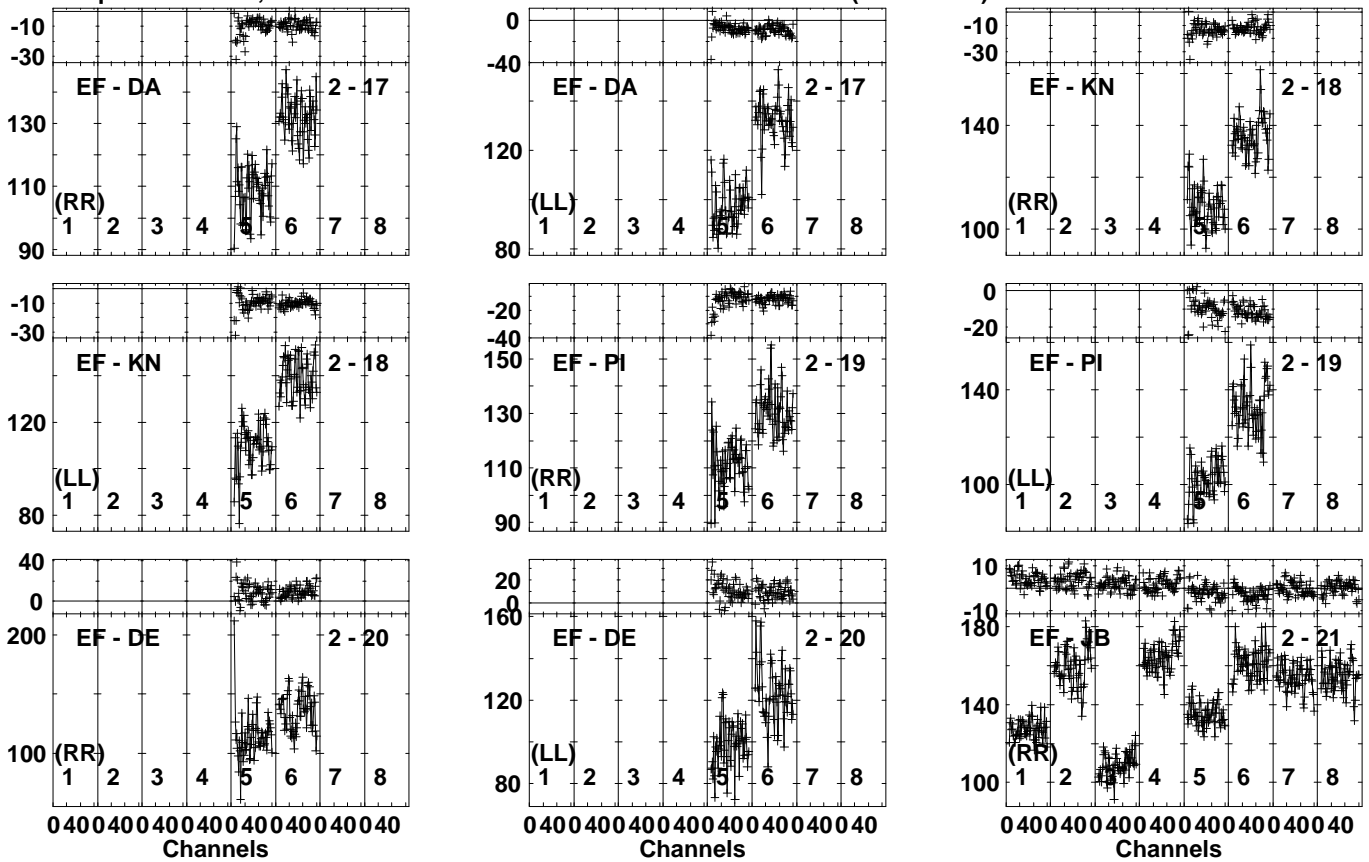 -10
-30
EF - DA 2 - 17
130
110
90
(RR)
1 2 3 4 5 6 7 8
0
-40
EF - DA 2 - 17
120
80
(LL)
1 2 3 4 5 6 7 8
-10
-30
EF - KN 2 - 18
140
100
(RR)
1 2 3 4 5 6 7 8
-10
-30
EF - KN 2 - 18
120
80
(LL)
1 2 3 4 5 6 7 8
-20
-40
EF - PI 2 - 19
150
130
110
90
(RR)
1 2 3 4 5 6 7 8
0
-20
EF - PI 2 - 19
140
100
(LL)
1 2 3 4 5 6 7 8
40
0
EF - DE 2 - 20
200
100
(RR)
1 2 3 4 5 6 7 8
20
0
EF - DE 2 - 20
160
120
80
(LL)
1 2 3 4 5 6 7 8
10
-10
EF - JB 2 - 21
180
140
100
(RR)
1 2 3 4 5 6 7 8
0 40 0 40 0 40 0 40 0 40 0 40 0 40 0 40
Channels
0 40 0 40 0 40 0 40 0 40 0 40 0 40 0 40
Channels
0 40 0 40 0 40 0 40 0 40 0 40 0 40 0 40
Channels